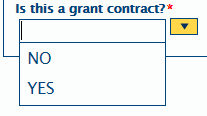 Is this a grant contract?*
NO
YES